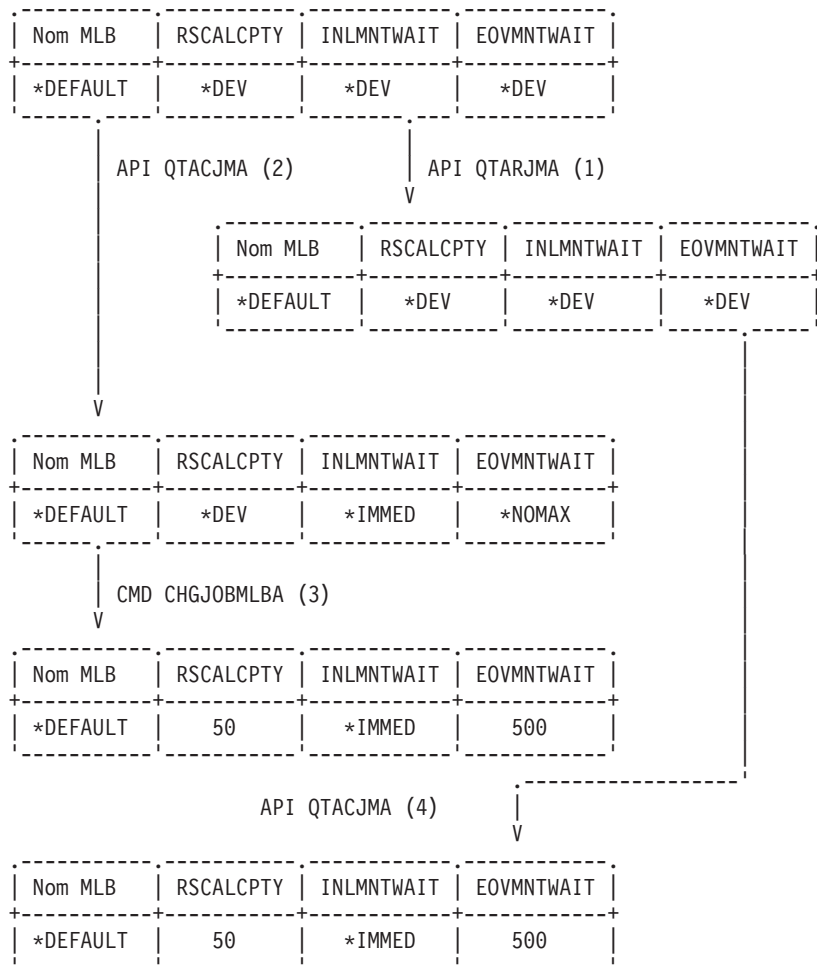 Nom MLB RSCALCPTY INLMNTWAIT EOVMNTWAIT
*DEFAULT *DEV *DEV *DEV
API QTACJMA (2) API QTARJMA (1)
V
Nom MLB RSCALCPTY INLMNTWAIT EOVMNTWAIT
*DEFAULT *DEV *DEV *DEV
V
Nom MLB RSCALCPTY INLMNTWAIT EOVMNTWAIT
*DEFAULT *DEV *IMMED *NOMAX
CMD CHGJOBMLBA (3)
V
Nom MLB RSCALCPTY INLMNTWAIT EOVMNTWAIT
*DEFAULT 50 *IMMED 500
API QTACJMA (4)
V
Nom MLB RSCALCPTY INLMNTWAIT EOVMNTWAIT
*DEFAULT 50 *IMMED 500